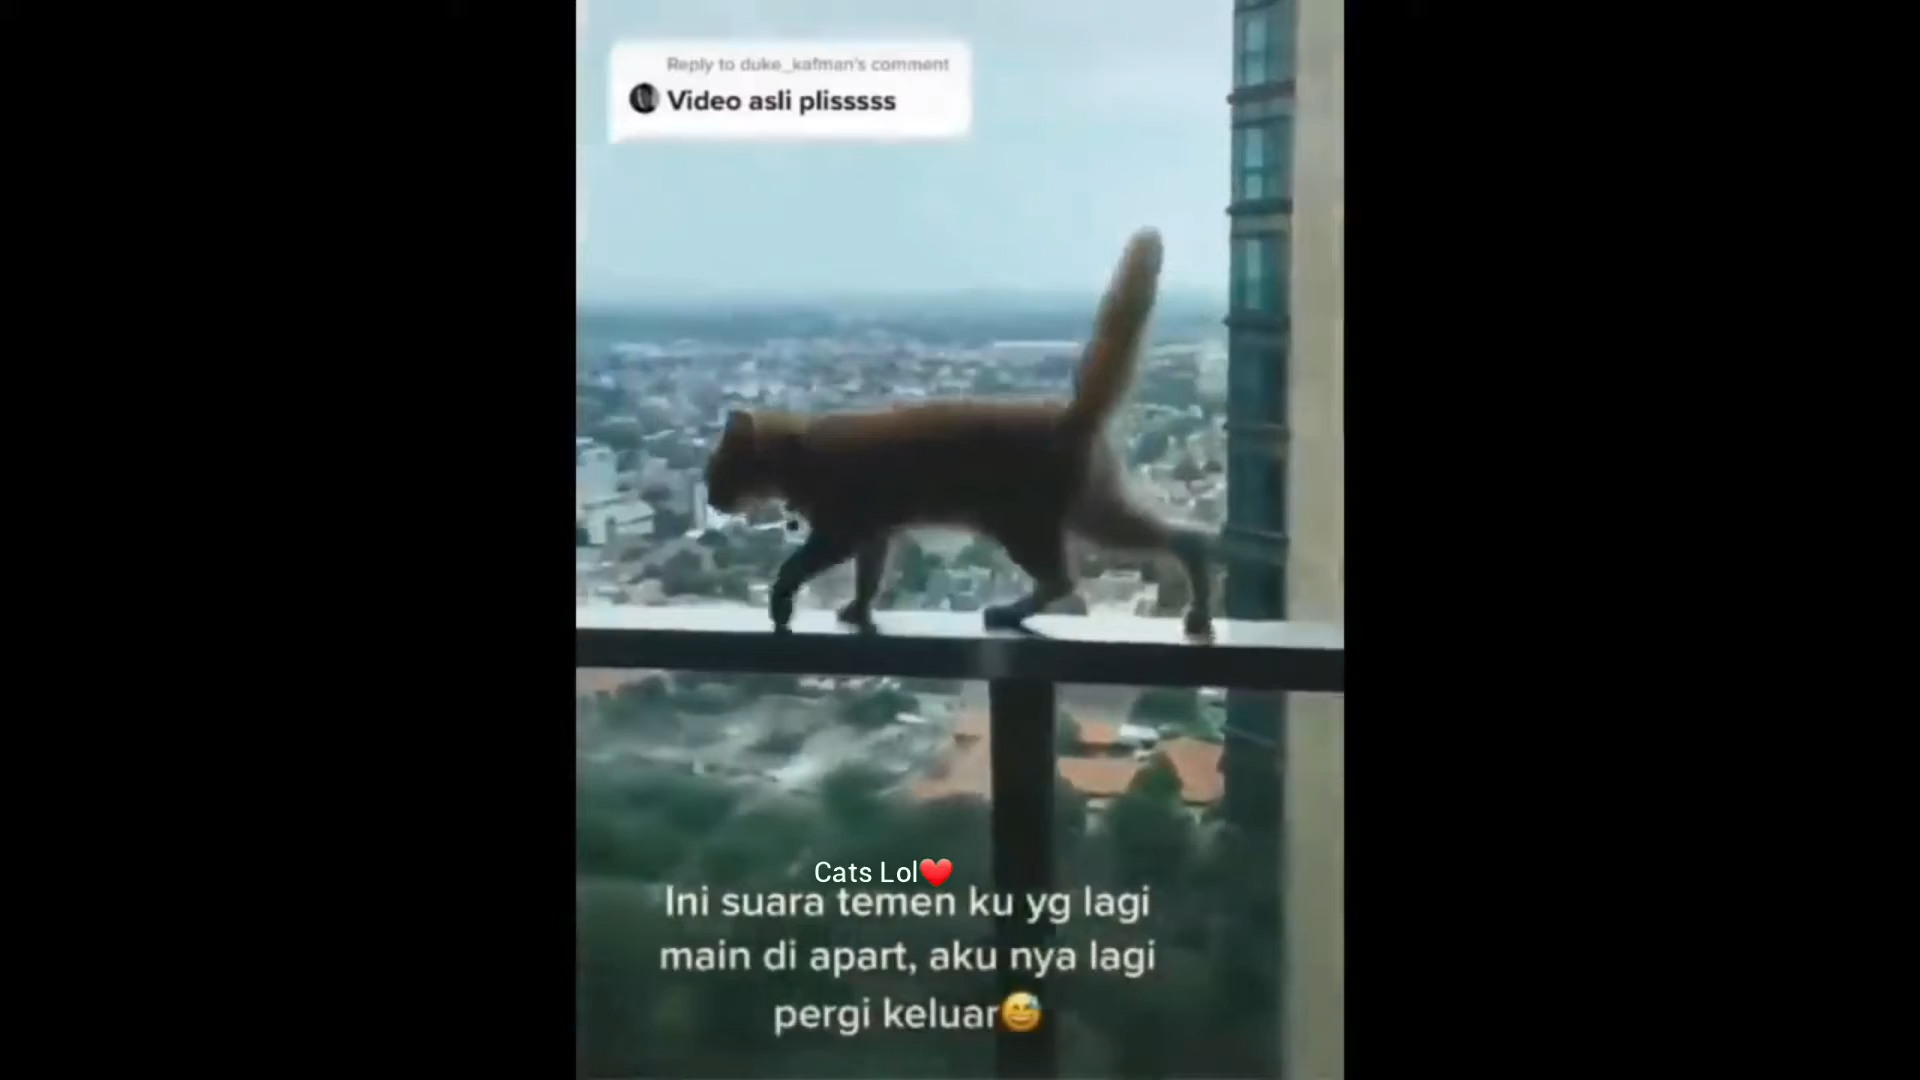 Reply to duke_kafman's comment
Video asli plisssss
Cats Lol❤️
Ini suara temen ku yg lagi
main di apart, aku nya lagi
pergi keluar😅